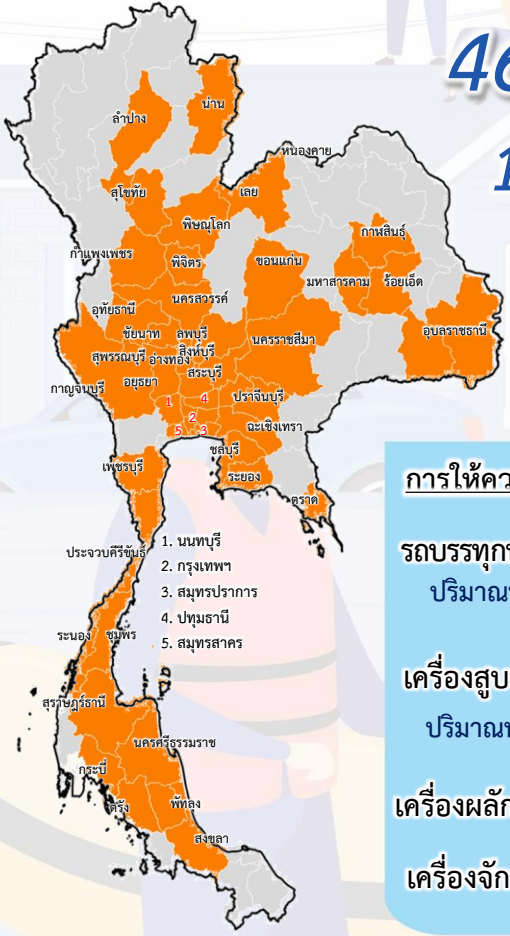 46
1
น่าน
ลำปาง
หนองคาย
สุโขทัย
เลย
พิษณุโลก
กาฬสินธุ์
กำแพงเพชร
พิจิตร
ขอนแก่น
มหาสารคาม
ร้อยเอ็ด
นครสวรรค์
อุทัยธานี
อุบลราชธานี
ชัยนาท
ลพบุรี
นครราชสีมา
สิงห์บุรี
สุพรรณบุรี
อ่างทอง
สระบุรี
อยุธยา
กาญจนบุรี
ปราจีนบุรี
1
4
2
ฉะเชิงเทรา
5
3
ชลบุรี
เพชรบุรี
ระยอง
ตราด
ประจวบคีรีขันธ์
1. นนทบุรี
2. กรุงเทพฯ
3. สมุทรปราการ
4. ปทุมธานี
5. สมุทรสาคร
ระนอง
ชุมพร
สุราษฎร์ธานี
นครศรีธรรมราช
กระบี่
ตรัง
พัทลุง
สงขลา
การให้คว
รถบรรทุก
ปริมาณ
เครื่องสูบ
ปริมาณ
เครื่องผลัก
เครื่องจัก